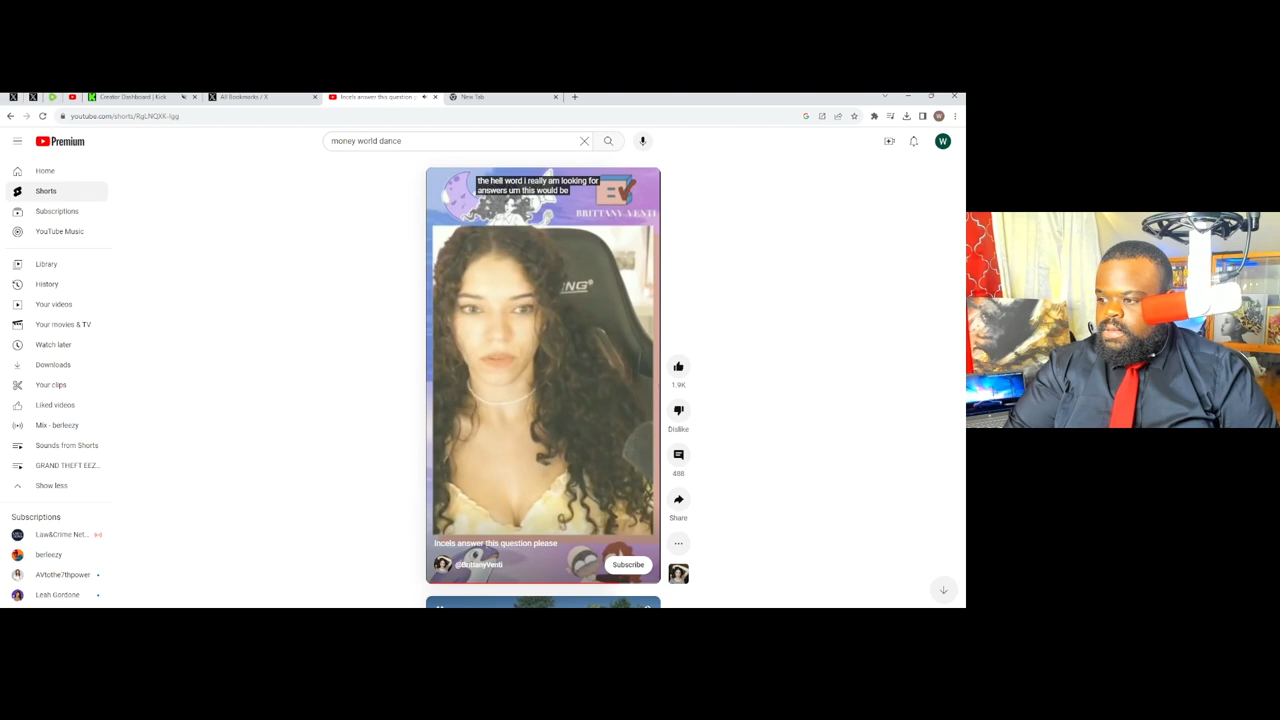 Creator Dashboard | Kick
All Bookmarks / X
Incels answer this question
New Tab
youtube.com/shorts/RgLNQXK-Igg
Premium
money world dance
W
Home
Shorts
Subscriptions
YouTube Music
Library
History
Your videos
Your movies & TV
Watch later
Downloads
Your clips
Liked videos
Mix - berleezy
Sounds from Shorts
GRAND THEFT EEZ...
Show less
Subscriptions
Law&Crime Net...
berleezy
AVtothe7thpower
Leah Gordone
the hell word I really am looking for
answers um this would be
BRITTANY VENTI
Incels answer this question please
@BrittanyVenti
Subscribe
1.9K
Dislike
488
Share